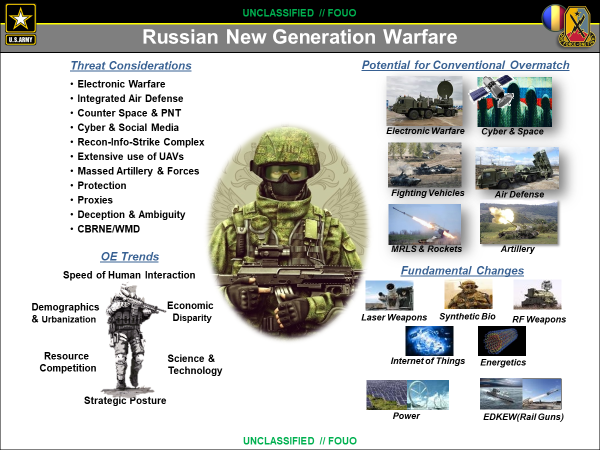 UNCLASSIFIED // FOUO
U.S.ARMY
Russian New Generation Warfare
Threat Considerations
• Electronic Warfare
• Integrated Air Defense
• Counter Space & PNT
• Cyber & Social Media
• Recon-Info-Strike Complex
• Extensive use of UAVs
• Massed Artillery & Forces
• Protection
• Proxies
• Deception & Ambiguity
• CBRNE/WMD
OE Trends
Speed of Human Interaction
Demographics
& Urbanization
Economic
Disparity
Resource
Competition
Science &
Technology
Strategic Posture
Potential for Conventional Overmatch
Electronic Warfare
Cyber & Space
Fighting Vehicles
Air Defense
MRLS & Rockets
Artillery
Fundamental Changes
Laser Weapons
Synthetic Bio
RF Weapons
Internet of Things
Energetics
Power
EDKEW(Rail Guns)
UNCLASSIFIED // FOUO